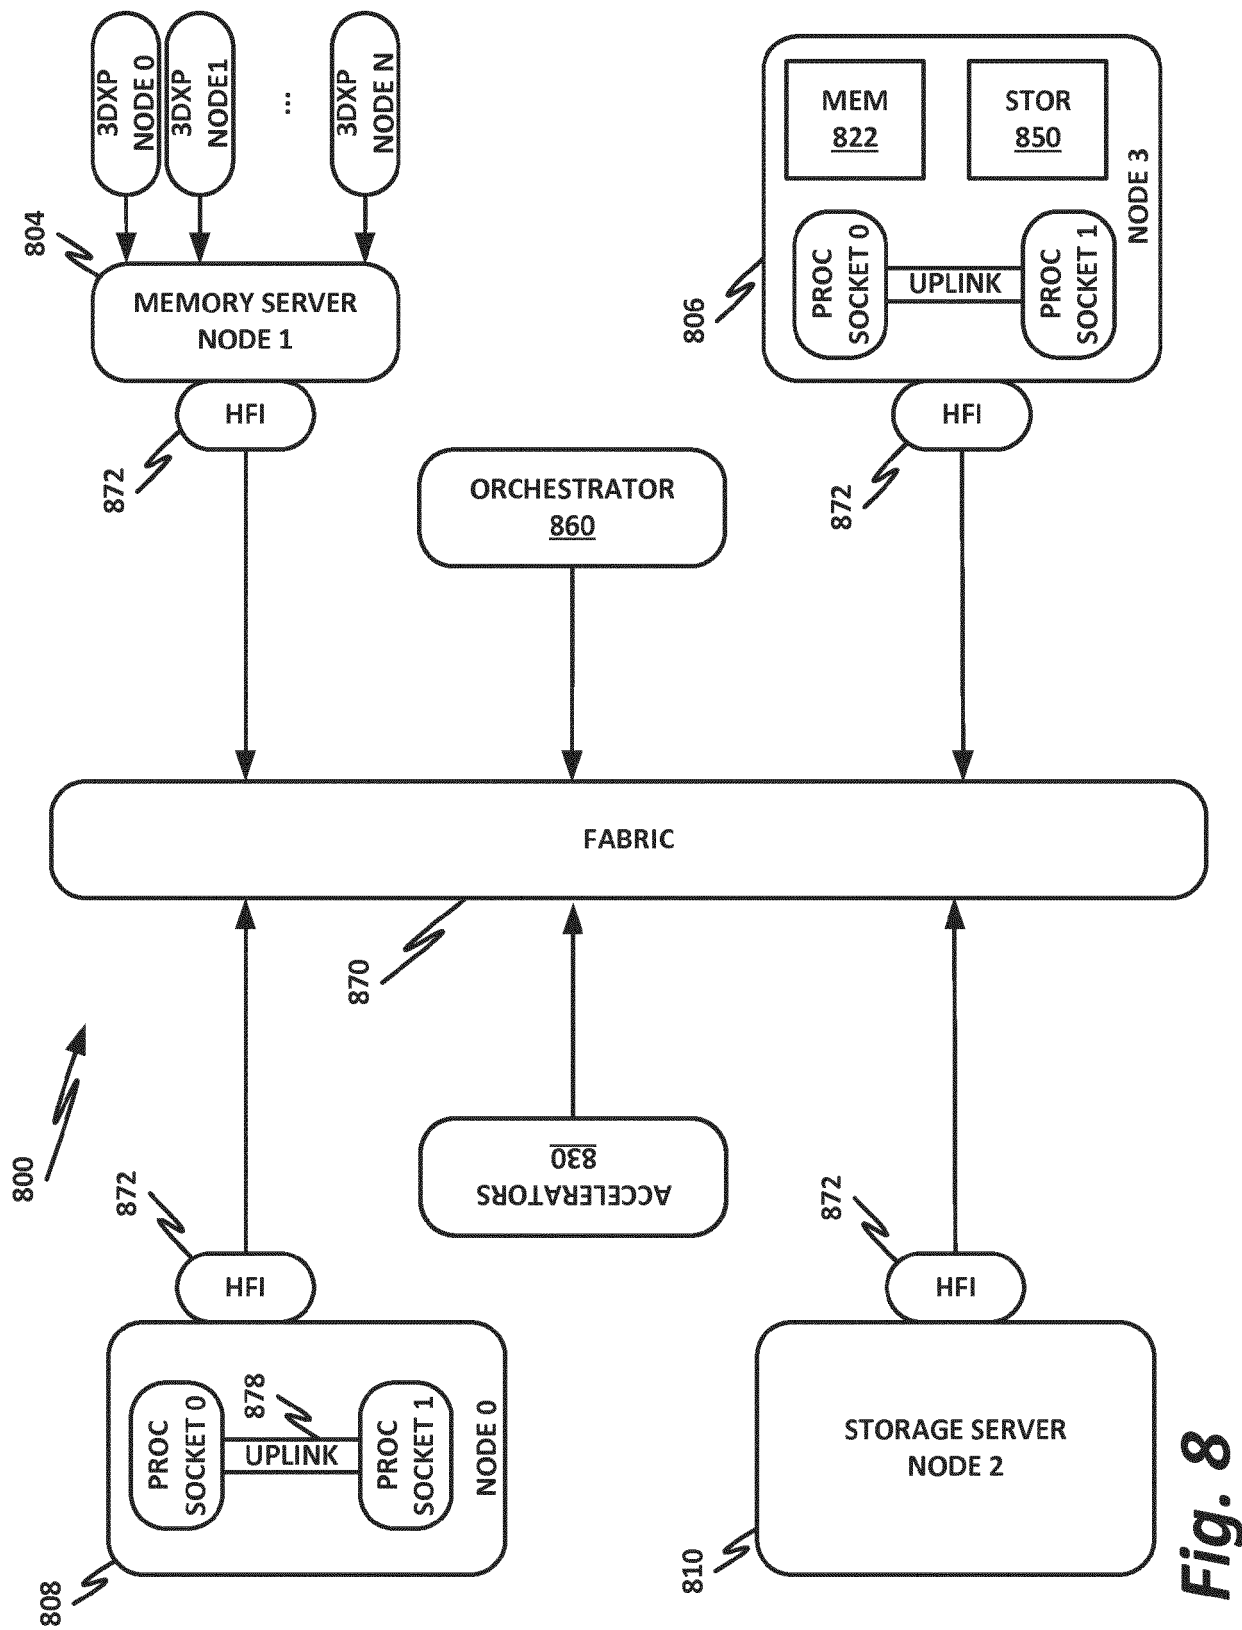 3DXP
NODE 0
3DXP
NODE1
...
3DXP
NODE N
804
MEMORY SERVER
NODE 1
HFI
872
ORCHESTRATOR
860
MEM
822
STOR
850
NODE 3
PROC
SOCKET 0
UPLINK
PROC
SOCKET 1
806
HFI
872
FABRIC
870
800
872
HFI
ACCELERATORS
830
872
HFI
PROC
SOCKET 0
878
UPLINK
PROC
SOCKET 1
NODE 0
808
STORAGE SERVER
NODE 2
810
Fig. 8